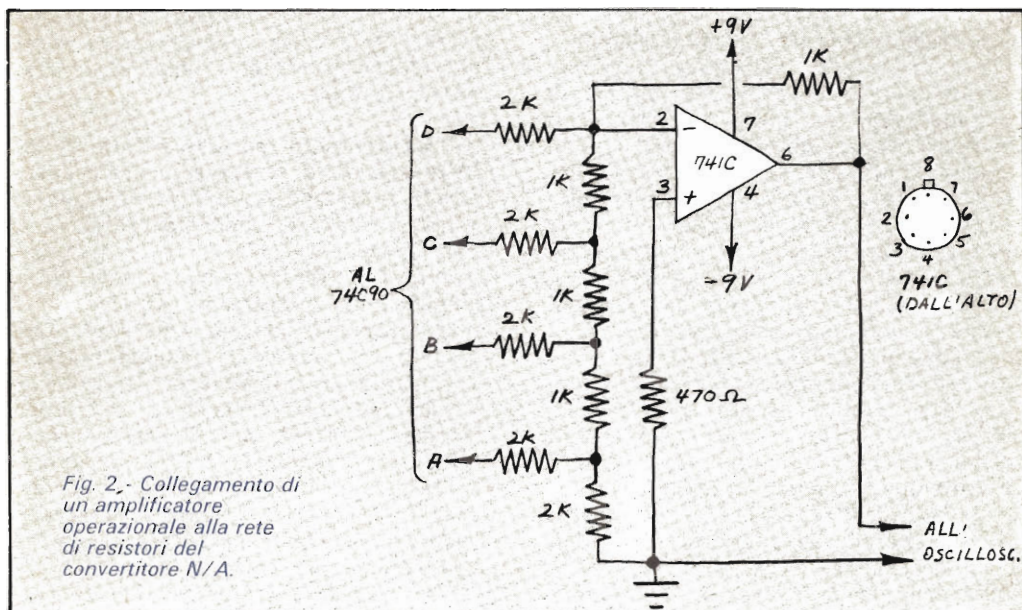 +9V
1K
2K
D
2
-
7
6
741C
3
+
4
-9V
1K
2K
C
AL
74C90
1K
2K
B
1K
470Ω
2K
A
2K
8
1
7
2
6
3
5
4
741C
(DALL'ALTO)
ALL'
OSCILLOSC.
Fig. 2,- Collegamento di
un amplificatore
operazionale alla rete
di resistori del
convertitore N/A.